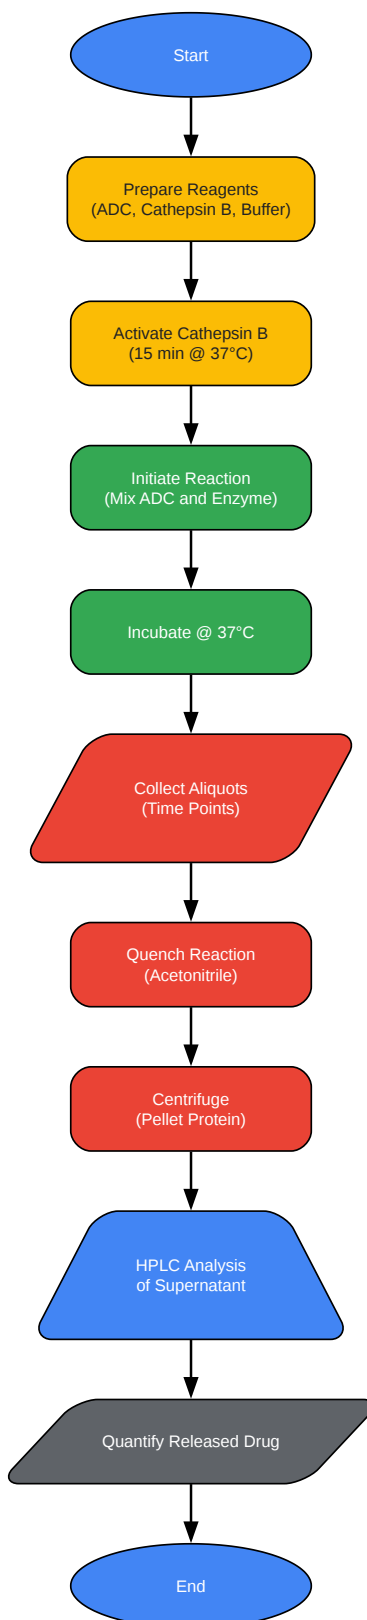 Start
Prepare Reagents
(ADC, Cathepsin B, Buffer)
Activate Cathepsin B
(15 min @ 37°C)
Initiate Reaction
(Mix ADC and Enzyme)
Incubate @ 37°C
Collect Aliquots
(Time Points)
Quench Reaction
(Acetonitrile)
Centrifuge
(Pellet Protein)
HPLC Analysis
of Supernatant
Quantify Released Drug
End